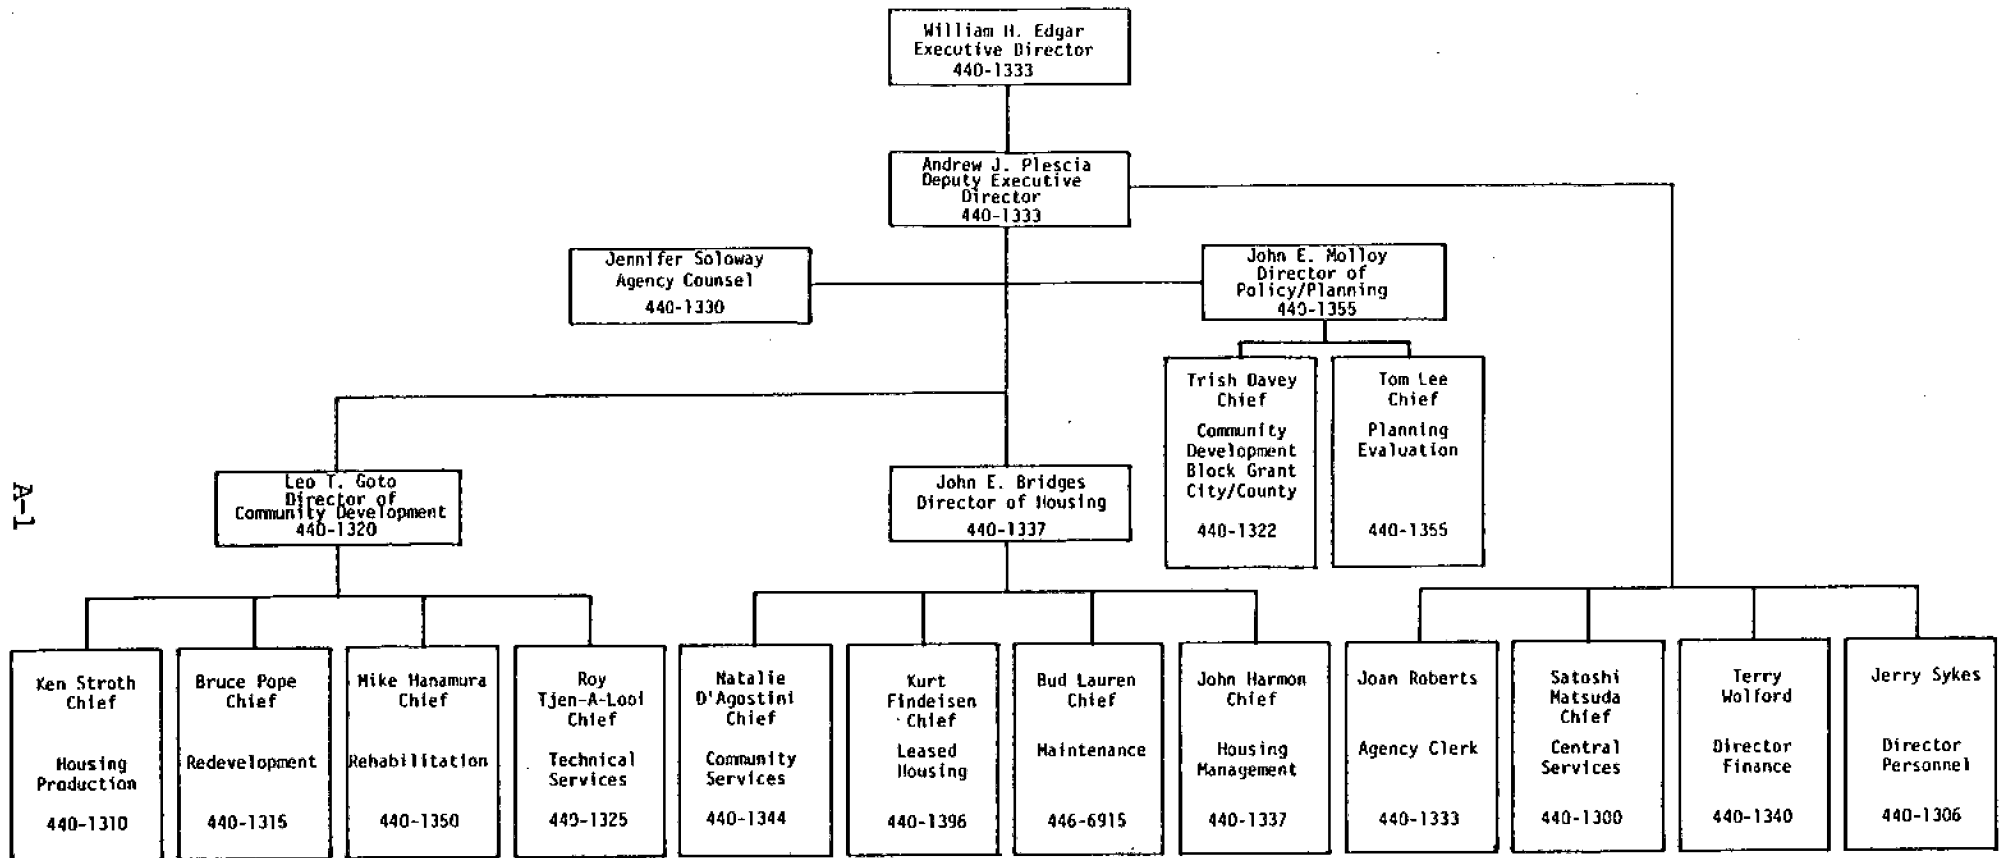 William H. Edgar
Executive Director
440-1333
Andrew J. Plescia
Deputy Executive
Director
440-1333
Jennifer Soloway
Agency Counsel
440-1330
John E. Molloy
Director of
Policy/Planning
440-1355
Trish Davey
Chief
Community
Development
Block Grant
City/County
440-1322
Tom Lee
Chief
Planning
Evaluation
440-1355
A-1
Leo T. Goto
Director of
Community Development
440-1320
John E. Bridges
Director of Housing
440-1337
Ken Stroth
Chief
Housing
Production
440-1310
Bruce Pope
Chief
Redevelopment
440-1315
Mike Hanamura
Chief
Rehabilitation
440-1350
Roy
Tjen-A-Looi
Chief
Technical
Services
440-1325
Natalie
D'Agostini
Chief
Community
Services
440-1344
Kurt
Findeisen
Chief
Leased
Housing
440-1396
Bud Lauren
Chief
Maintenance
446-6915
John Harmon
Chief
Housing
Management
440-1337
Joan Roberts
Agency Clerk
440-1333
Satoshi
Matsuda
Chief
Central
Services
440-1300
Terry
Wolford
Director
Finance
440-1340
Jerry Sykes
Director
Personnel
440-1306